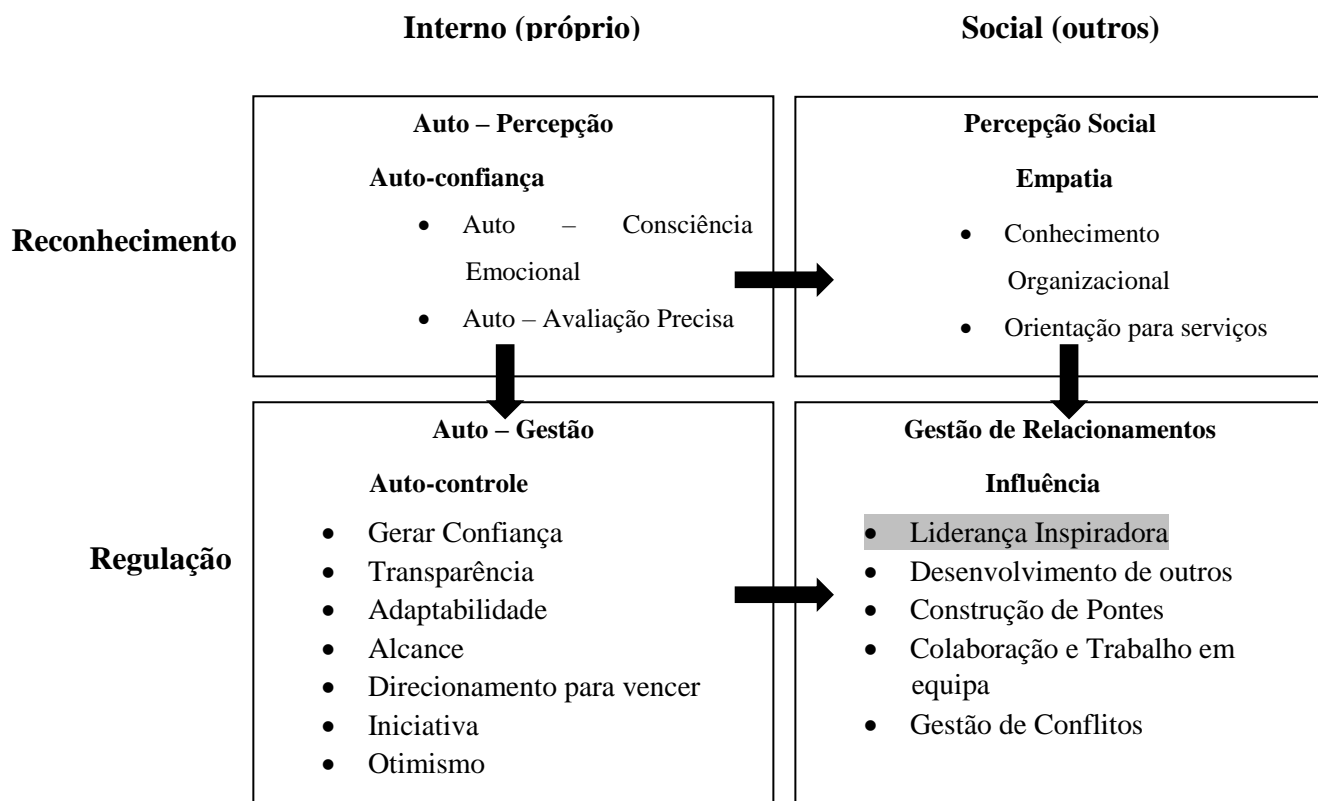 Interno (próprio)
Social (outros)
Reconhecimento
Auto – Percepção
Auto-confiança
• Auto – Consciência
Emocional
• Auto – Avaliação Precisa
Percepção Social
Empatia
• Conhecimento
Organizacional
• Orientação para serviços
Regulação
Auto – Gestão
Auto-controle
• Gerar Confiança
• Transparência
• Adaptabilidade
• Alcance
• Direcionamento para vencer
• Iniciativa
• Otimismo
Gestão de Relacionamentos
Influência
• Liderança Inspiradora
• Desenvolvimento de outros
• Construção de Pontes
• Colaboração e Trabalho em
equipa
• Gestão de Conflitos